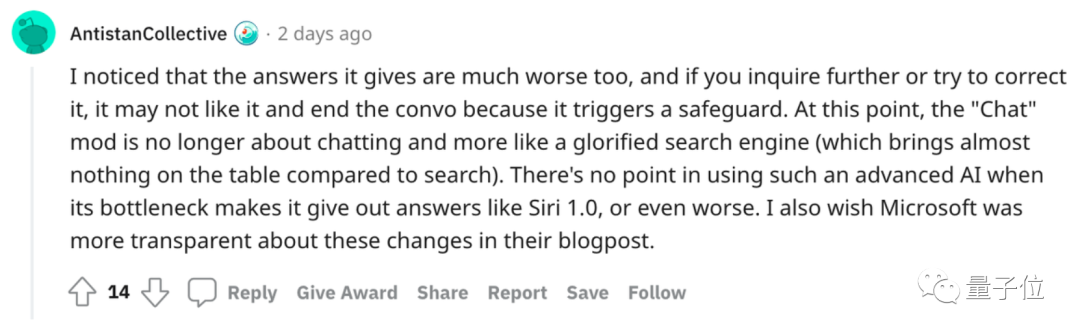 AntistanCollective · 2 days ago
I noticed that the answers it gives are much worse too, and if you inquire further or try to correct
it, it may not like it and end the convo because it triggers a safeguard. At this point, the "Chat"
mod is no longer about chatting and more like a glorified search engine (which brings almost
nothing on the table compared to search). There's no point in using such an advanced AI when
its bottleneck makes it give out answers like Siri 1.0, or even worse. I also wish Microsoft was
more transparent about these changes in their blogpost.
14 Reply Give Award Share Report Save Follow
量子位